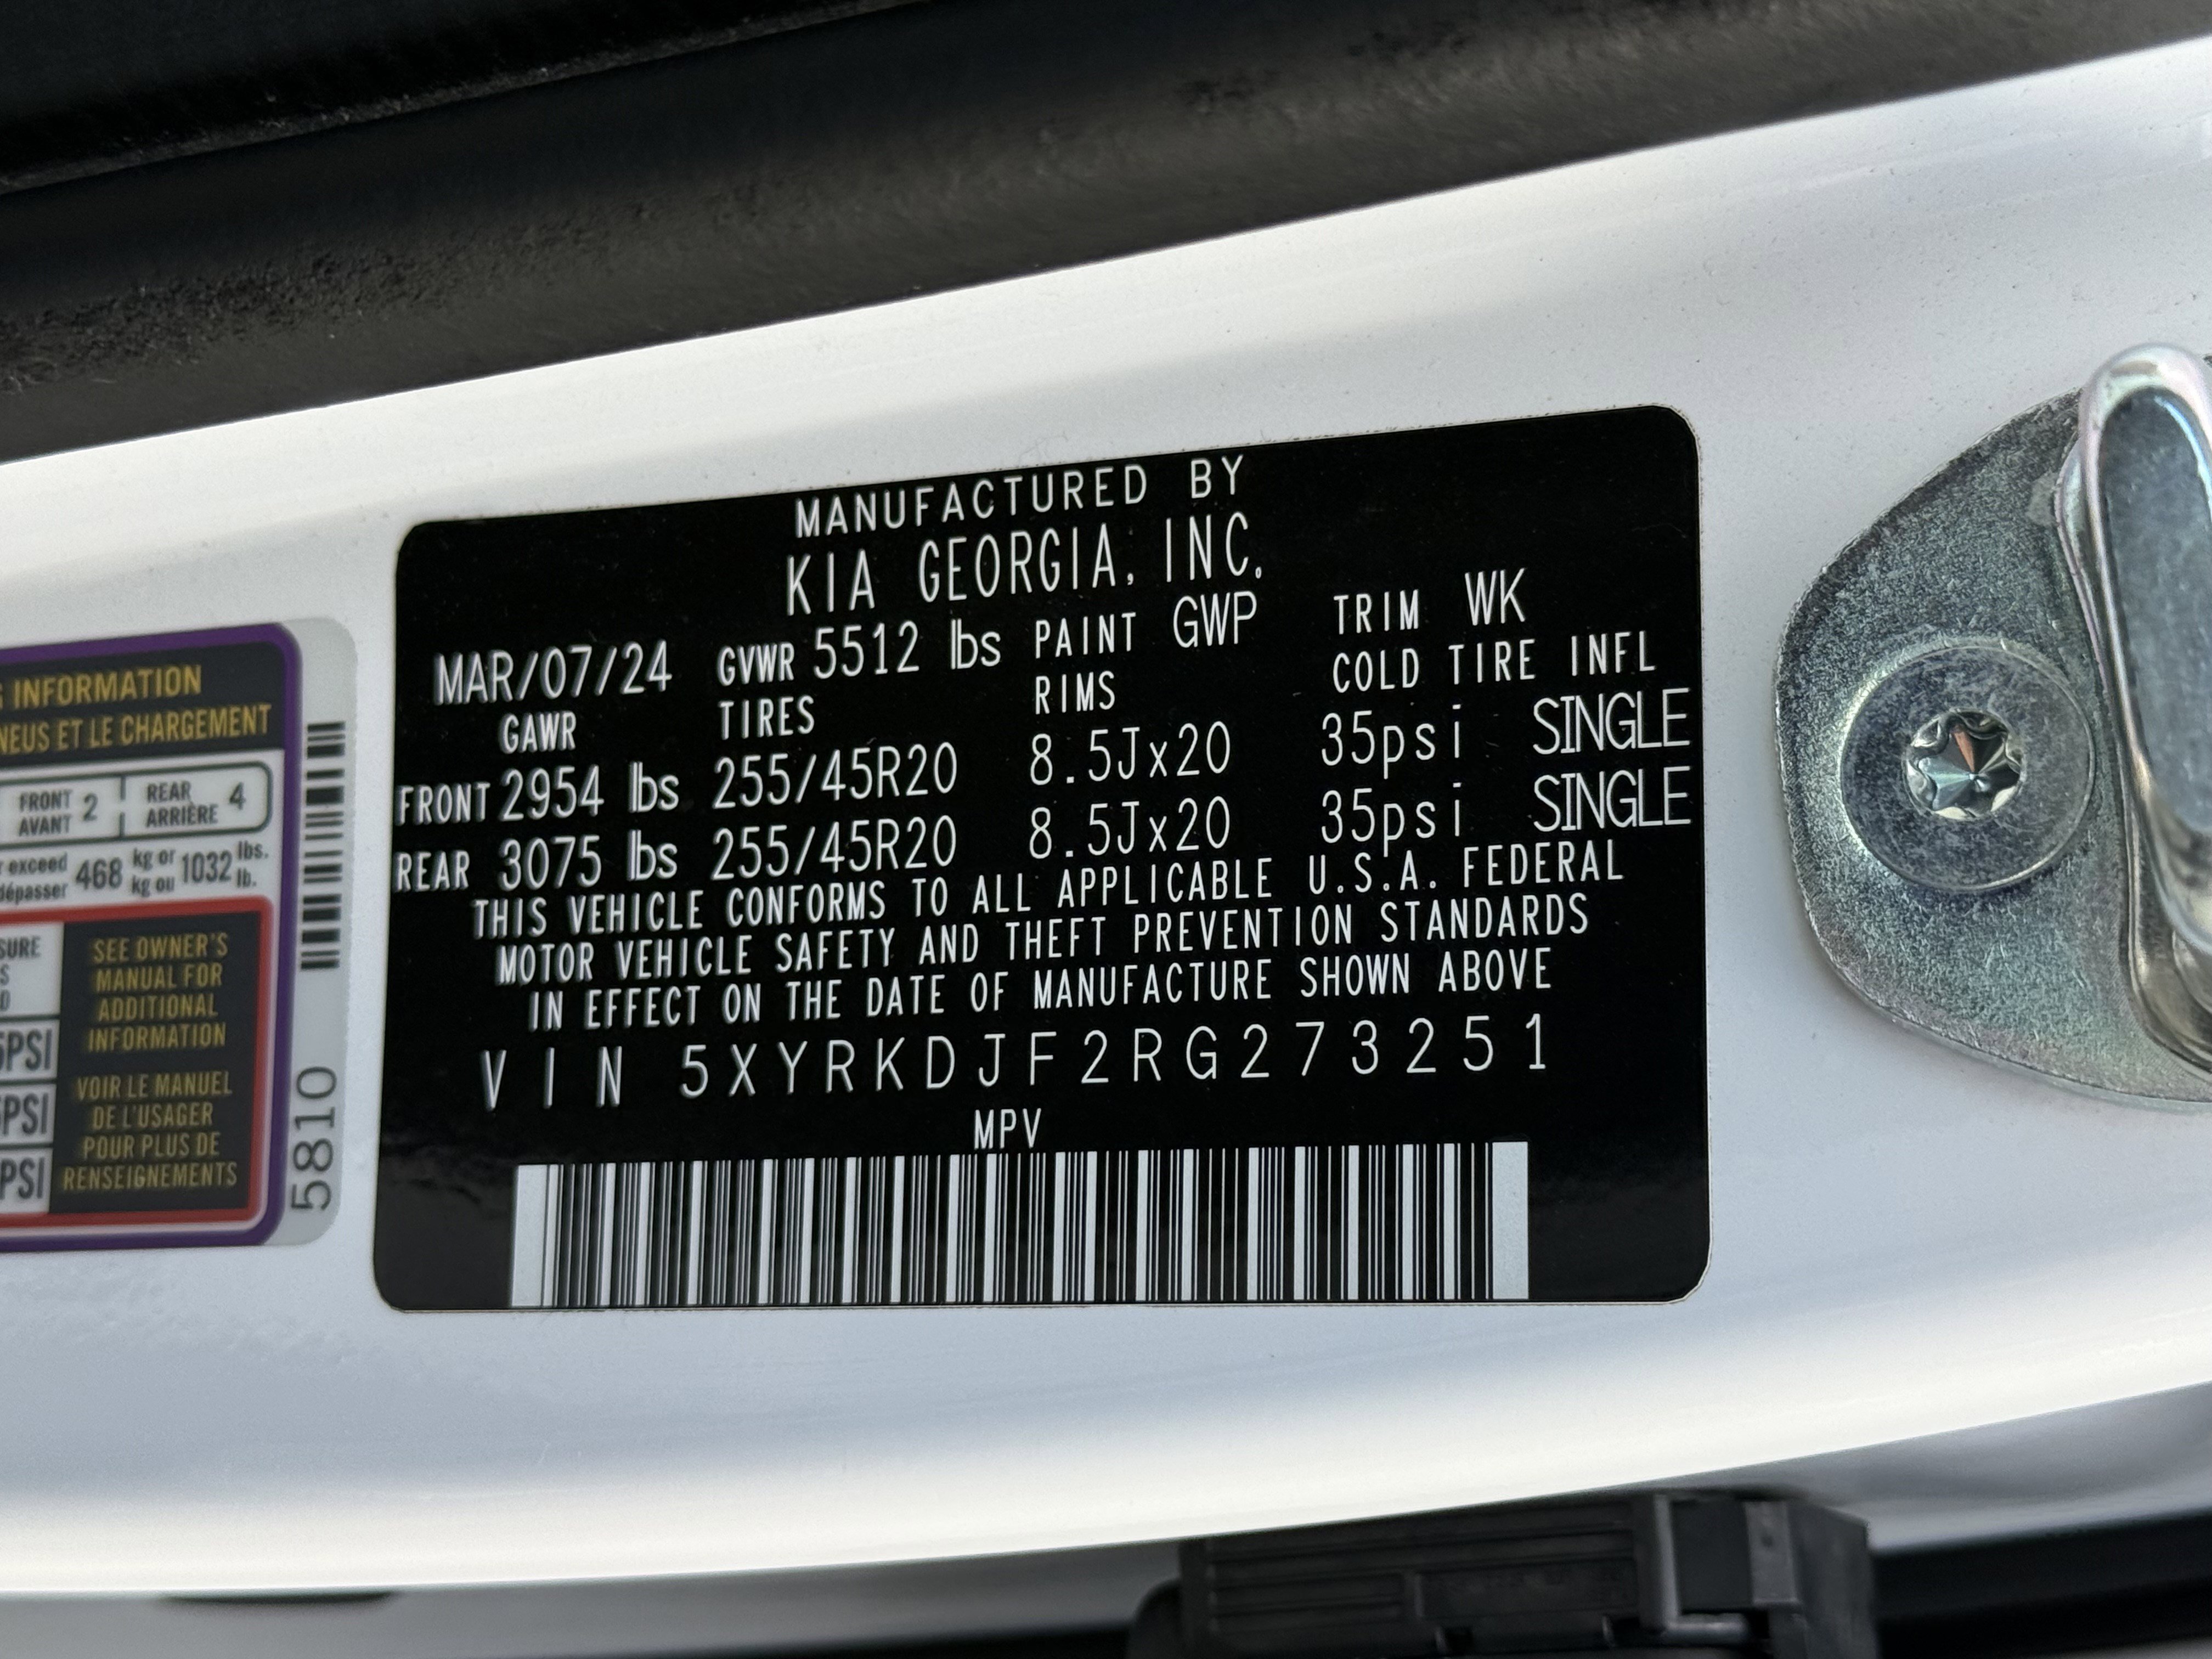 MANUFACTURED BY
KIA GEORGIA, INC.
MAR/07/24 GVWR 5512 lbs PAINT GWP TRIM WK
GAWR TIRES RIMS COLD TIRE INFL
FRONT 2954 lbs 255/45R20 8.5Jx20 35psi SINGLE
REAR 3075 lbs 255/45R20 8.5Jx20 35psi SINGLE
THIS VEHICLE CONFORMS TO ALL APPLICABLE U.S.A. FEDERAL
MOTOR VEHICLE SAFETY AND THEFT PREVENTION STANDARDS
IN EFFECT ON THE DATE OF MANUFACTURE SHOWN ABOVE
VIN 5XYRKDJF2RG273251
MPV
INFORMATION
ET LE CHARGEMENT
FRONT 2 REAR 4
AVANT ARRIÈRE
exceed 468 kg or 1032 lbs.
dépasser kg ou lb.
SEE OWNER'S
MANUAL FOR
ADDITIONAL
INFORMATION
VOIR LE MANUEL
DE L'USAGER
POUR PLUS DE
RENSEIGNEMENTS
PSI
PSI
PSI
5810